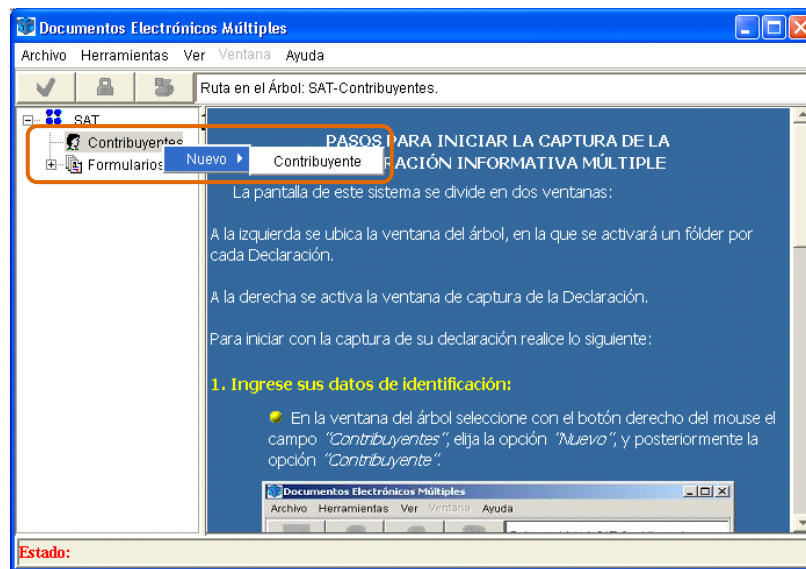 Documentos Electrónicos Múltiples
Archivo Herramientas Ver Ventana Ayuda
Ruta en el Árbol: SAT-Contribuyentes.
SAT
Contribuyentes
Formularios
Nuevo
Contribuyente
PASOS PARA INICIAR LA CAPTURA DE LA
RACIÓN INFORMATIVA MÚLTIPLE
La pantalla de este sistema se divide en dos ventanas:
A la izquierda se ubica la ventana del árbol, en la que se activará un fólder por
cada Declaración.
A la derecha se activa la ventana de captura de la Declaración.
Para iniciar con la captura de su declaración realice lo siguiente:
1. Ingrese sus datos de identificación:
En la ventana del árbol seleccione con el botón derecho del mouse el
campo "Contribuyentes", elija la opción "Nuevo", y posteriormente la
opción "Contribuyente".
Documentos Electrónicos Múltiples
Archivo Herramientas Ver Ventana Ayuda
Estado: